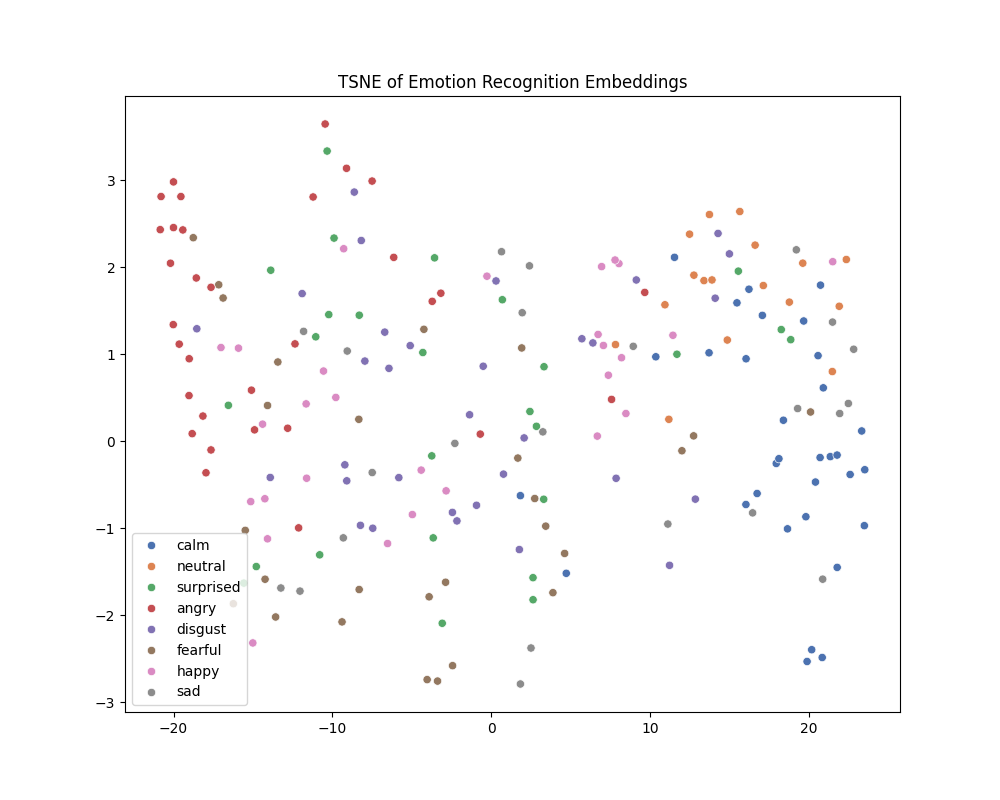 TSNE of Emotion Recognition Embeddings
3
2
1
0
−1
−2
−3
calm
neutral
surprised
angry
disgust
fearful
happy
sad
−20 −10 0 10 20